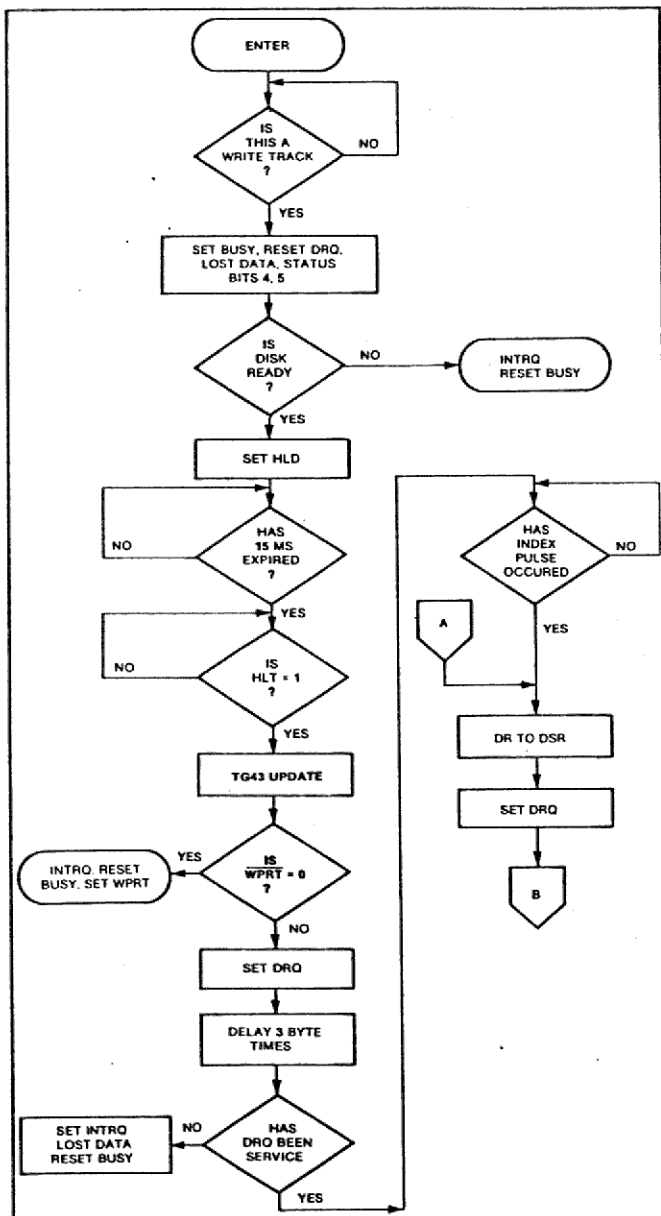 ENTER
IS
THIS A
WRITE TRACK
?
NO
YES
SET BUSY, RESET DRQ,
LOST DATA, STATUS
BITS 4, 5
IS
DISK
READY
?
NO
INTRQ
RESET BUSY
YES
SET HLD
HAS
15 MS
EXPIRED
?
NO
YES
IS
HLT = 1
?
NO
YES
TG43 UPDATE
IS
WPRT = 0
?
YES
INTRQ. RESET
BUSY. SET WPRT
NO
SET DRQ
DELAY 3 BYTE
TIMES
HAS
DRQ BEEN
SERVICE
NO
SET INTRQ
LOST DATA
RESET BUSY
YES
HAS
INDEX
PULSE
OCCURED
NO
YES
A
DR TO DSR
SET DRQ
B